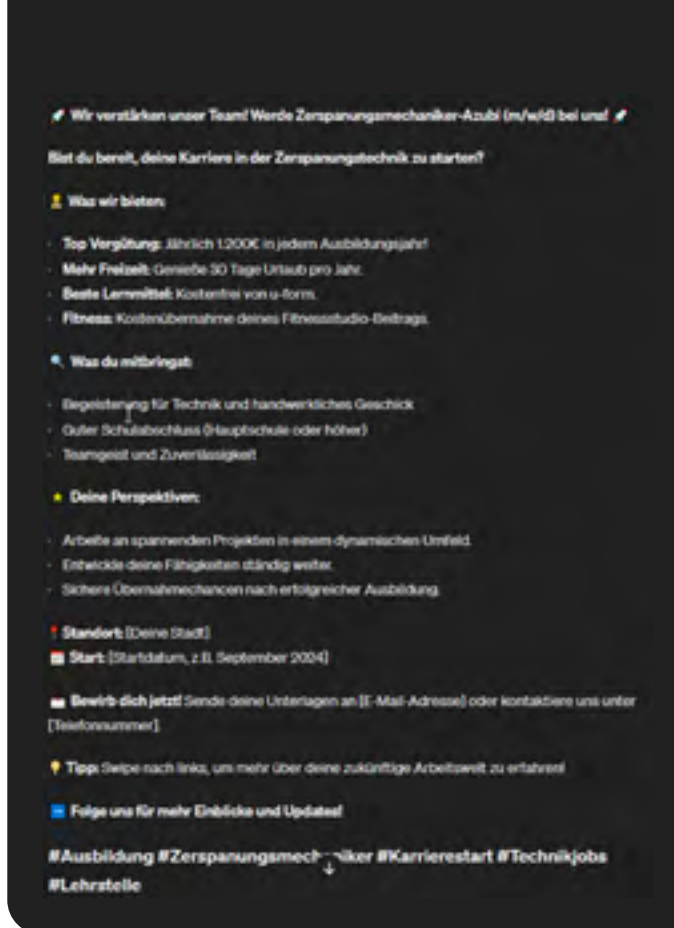 🚀 Wir verstärken unser Team! Werde Zerspanungsmechaniker-Azubi (m/w/d) bei uns! 🚀
Bist du bereit, deine Karriere in der Zerspanungstechnik zu starten?
Was wir bieten:
· Top Vergütung: Jährlich 1.200€ in jedem Ausbildungsjahr!
· Mehr Freizeit: Genieße 30 Tage Urlaub pro Jahr.
· Beste Lernmittel: Kostenfrei von u-form.
· Fitness: Kostenübernahme deines Fitnessstudio-Beitrags.
🔍 Was du mitbringst:
· Begeisterung für Technik und handwerkliches Geschick
· Guter Schulabschluss (Hauptschule oder höher)
· Teamgeist und Zuverlässigkeit
⭐ Deine Perspektiven:
· Arbeite an spannenden Projekten in einem dynamischen Umfeld.
· Entwickle deine Fähigkeiten ständig weiter.
· Sichere Übernahmechancen nach erfolgreicher Ausbildung.
📍 Standort: [Deine Stadt]
📅 Start: [Startdatum, z.B. September 2024]
Bewirb dich jetzt! Sende deine Unterlagen an [E-Mail-Adresse] oder kontaktiere uns unter
[Telefonnummer].
💡 Tipp: Swipe nach links, um mehr über deine zukünftige Arbeitswelt zu erfahren!
➡️ Folge uns für mehr Einblicke und Updates!
#Ausbildung #Zerspanungsmechaniker #Karrierestart #Technikjobs
#Lehrstelle